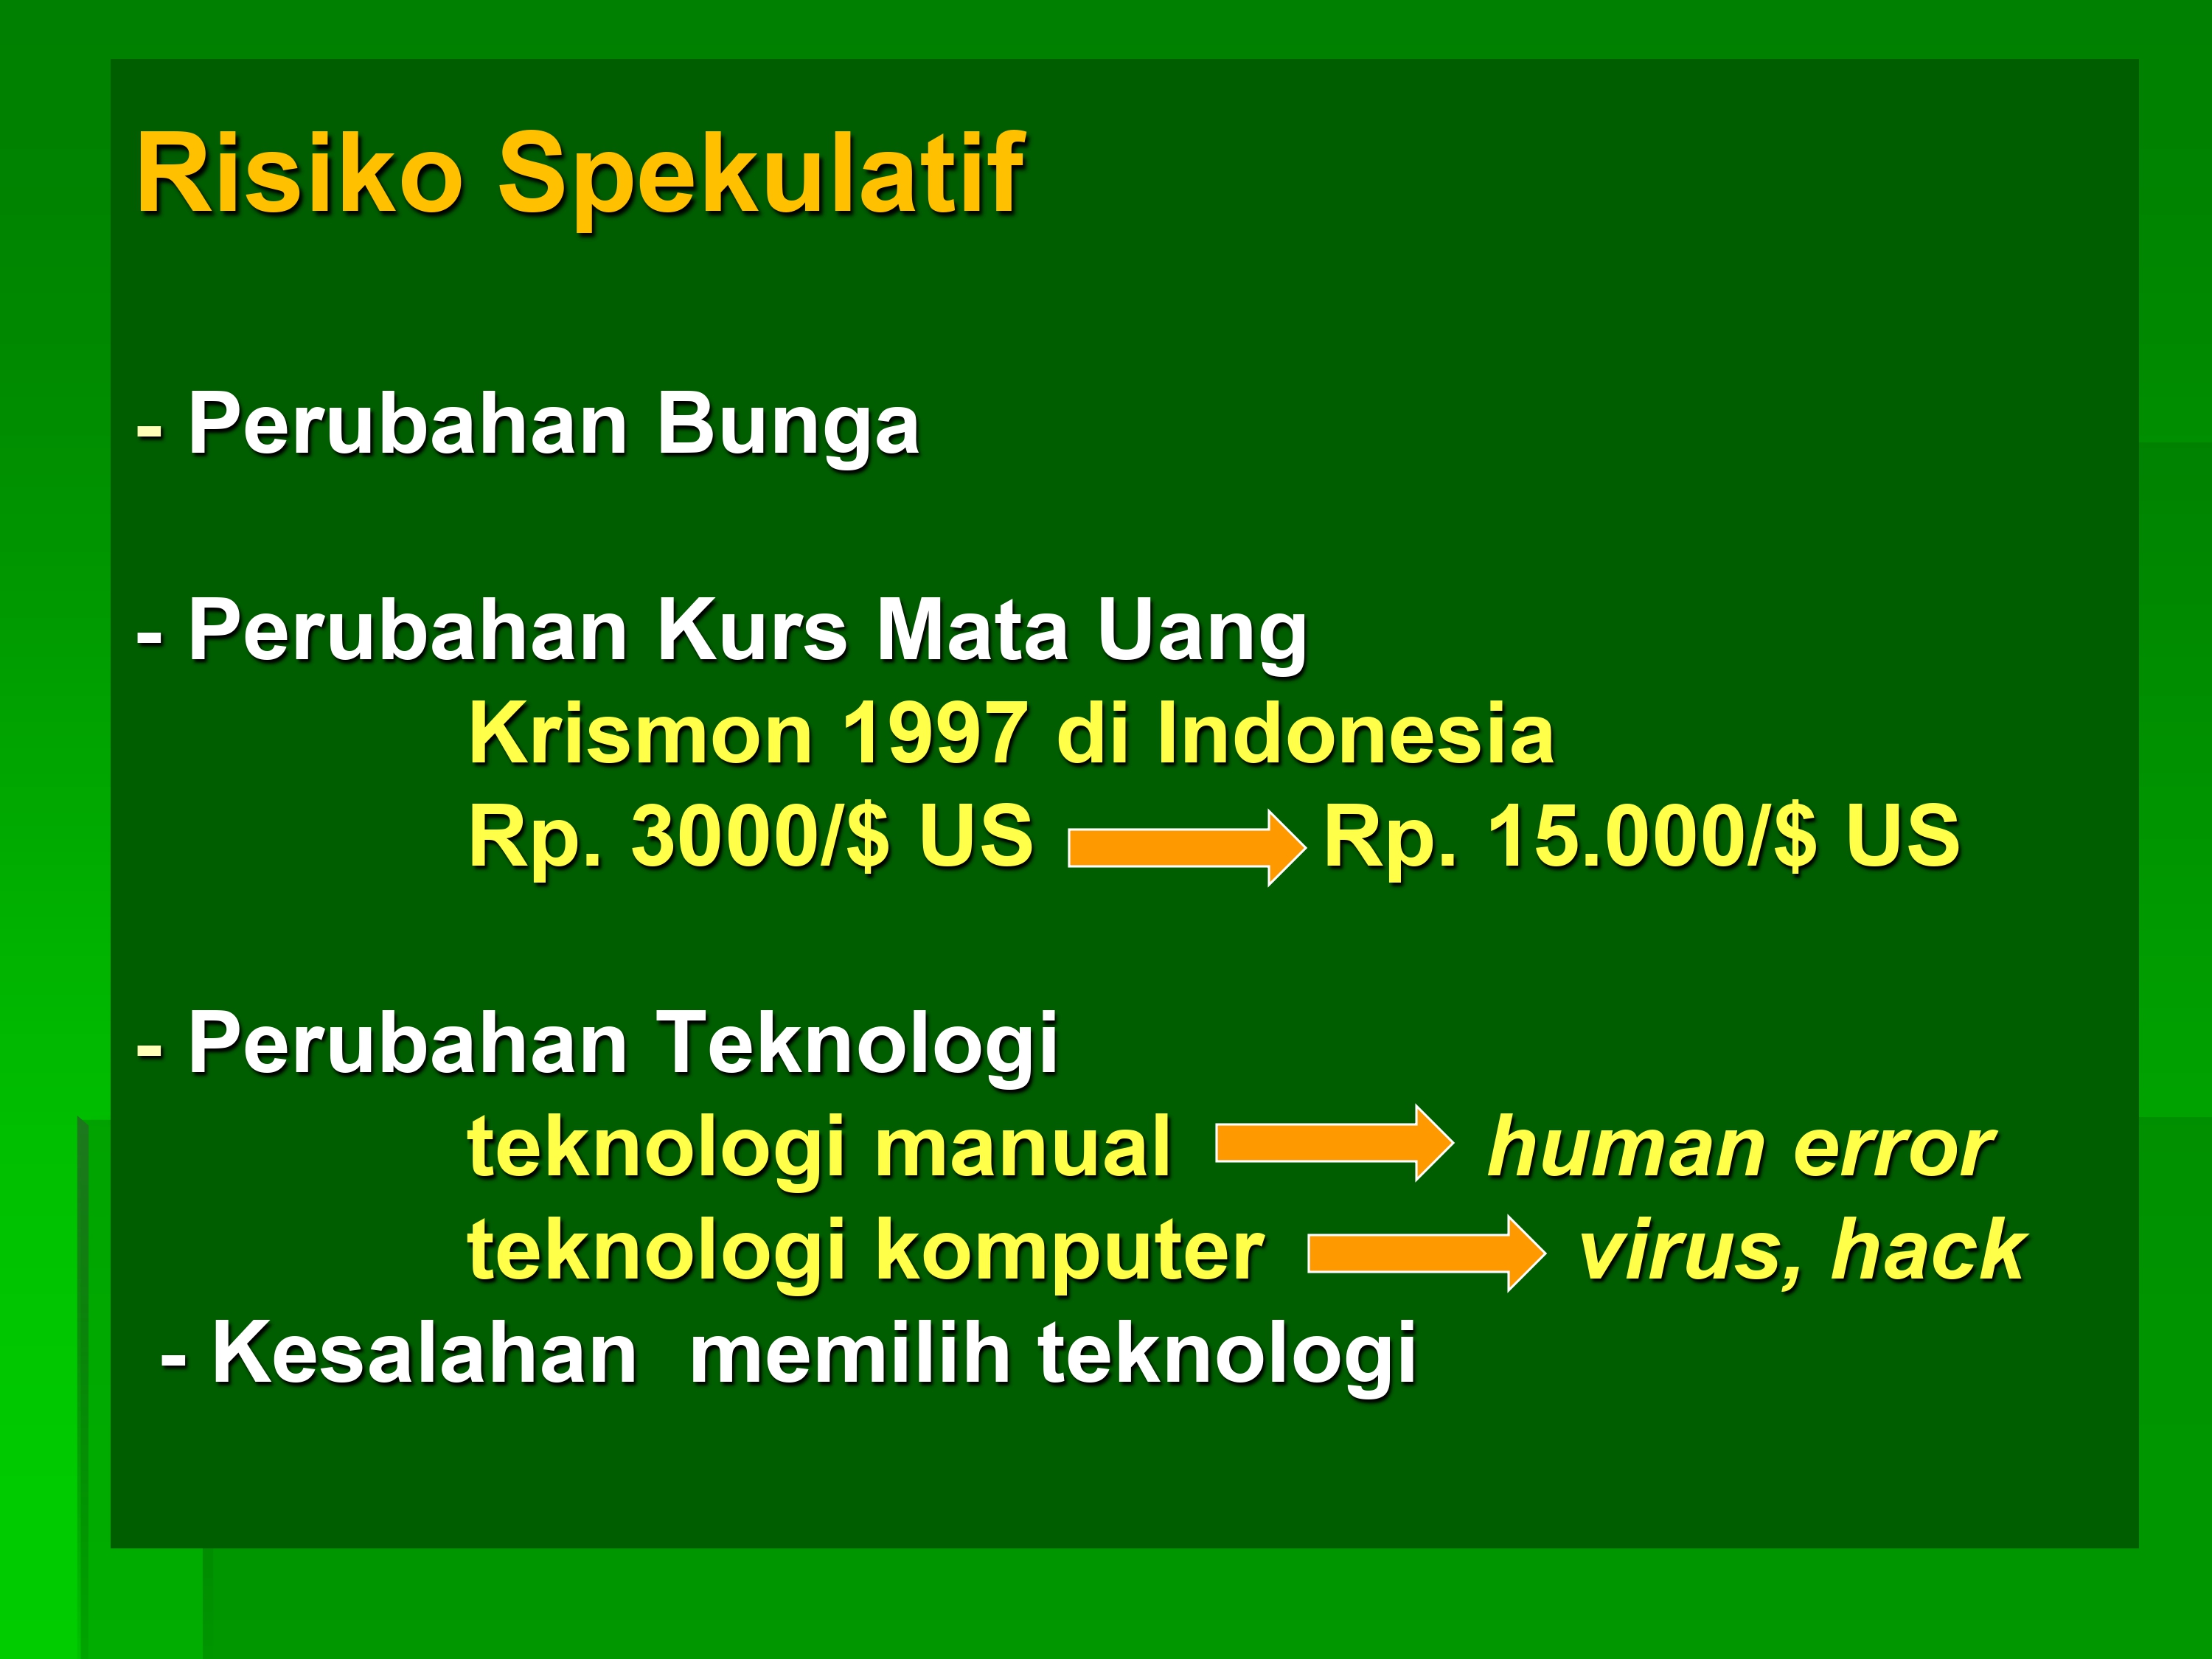 Risiko Spekulatif
- Perubahan Bunga
- Perubahan Kurs Mata Uang
Krismon 1997 di Indonesia
Rp. 3000/$ US Rp. 15.000/$ US
- Perubahan Teknologi
teknologi manual human error
teknologi komputer virus, hack
- Kesalahan memilih teknologi